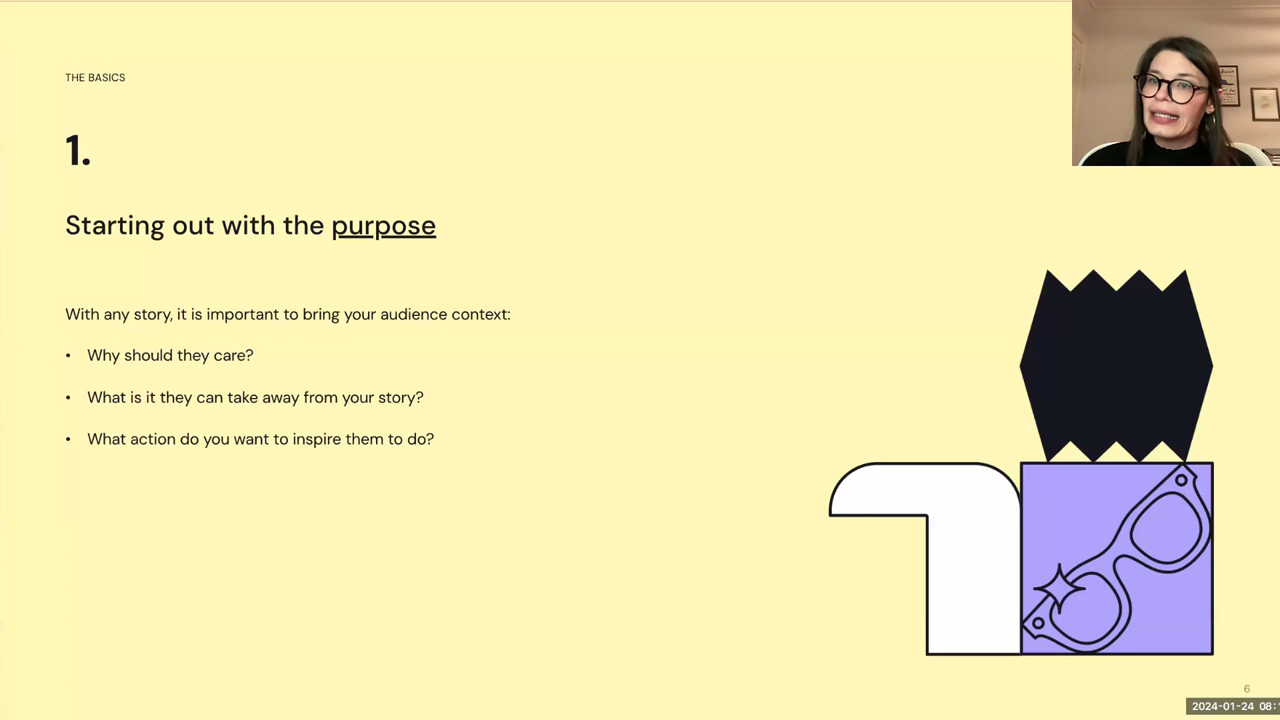 THE BASICS
1.
Starting out with the purpose
With any story, it is important to bring your audience context:
• Why should they care?
• What is it they can take away from your story?
• What action do you want to inspire them to do?
6
2024-01-24 08: